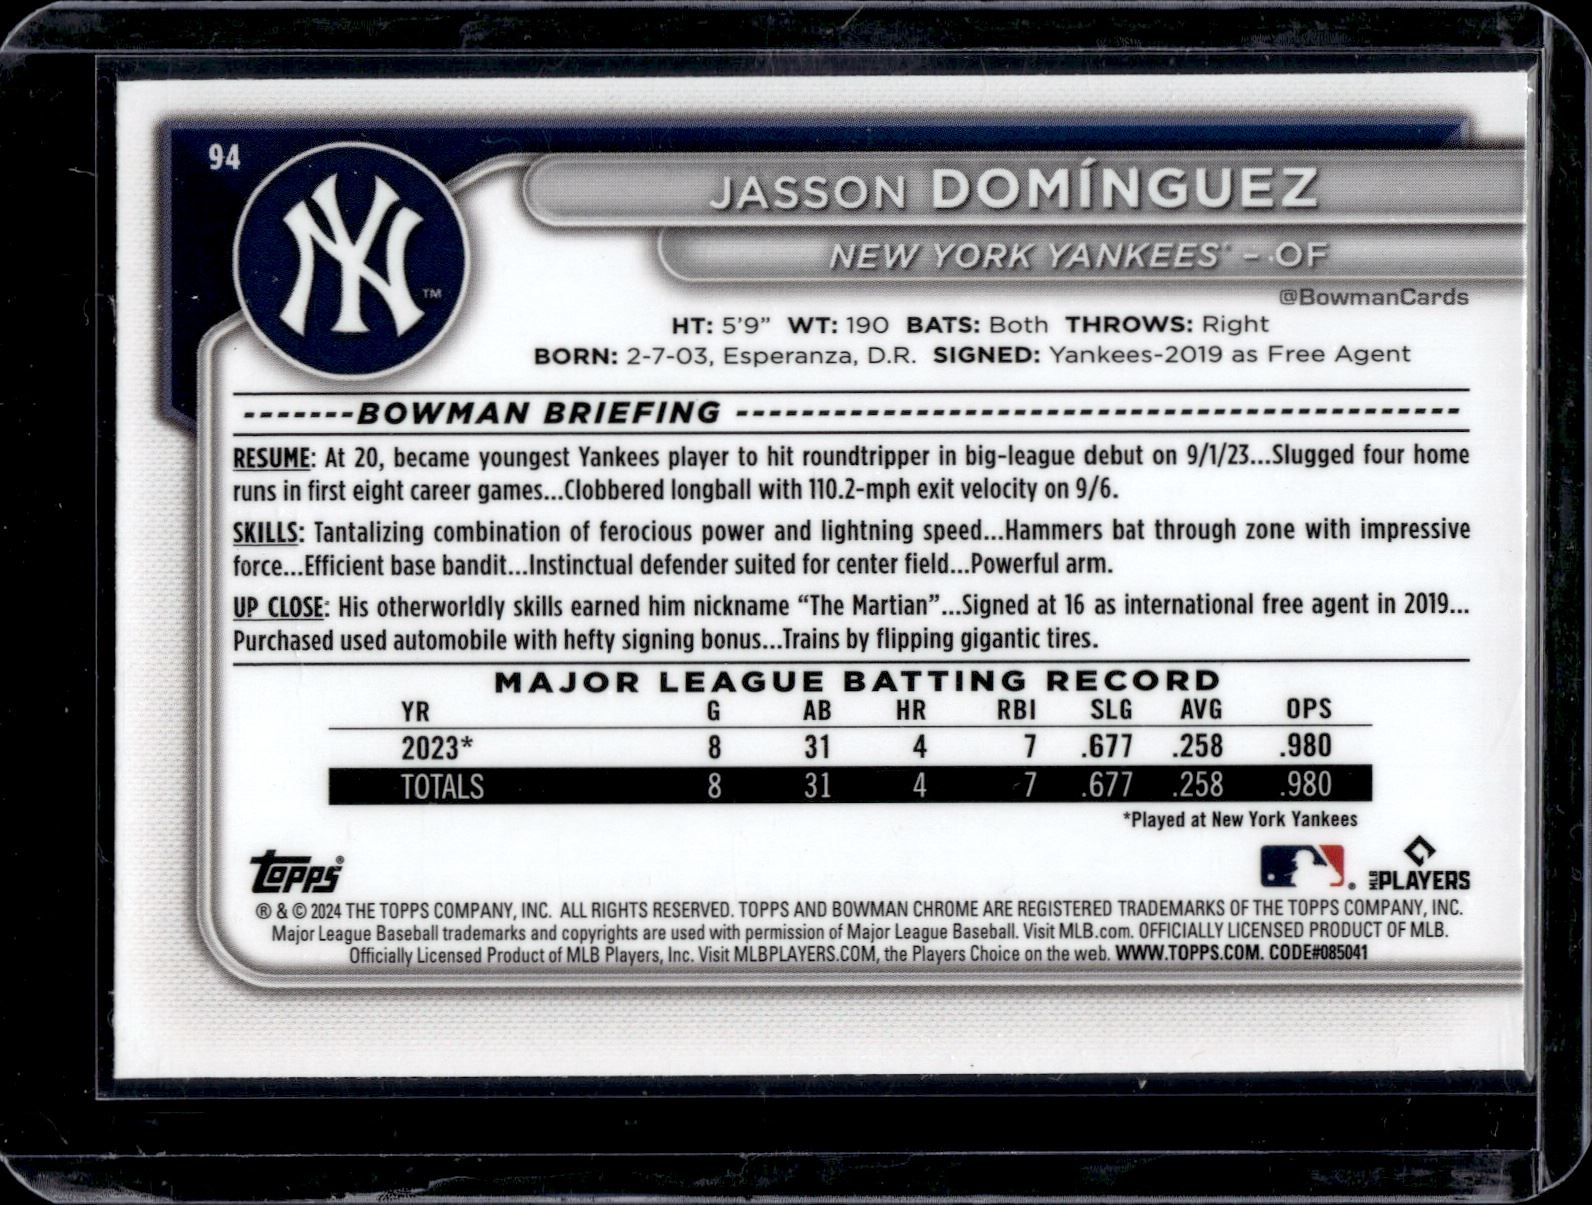 94
NY
TM
JASSON DOMÍNGUEZ
NEW YORK YANKEES® – OF
@BowmanCards
HT: 5'9" WT: 190 BATS: Both THROWS: Right
BORN: 2-7-03, Esperanza, D.R. SIGNED: Yankees-2019 as Free Agent
-------BOWMAN BRIEFING --------------------------------------------
RESUME: At 20, became youngest Yankees player to hit roundtripper in big-league debut on 9/1/23...Slugged four home
runs in first eight career games...Clobbered longball with 110.2-mph exit velocity on 9/6.
SKILLS: Tantalizing combination of ferocious power and lightning speed...Hammers bat through zone with impressive
force...Efficient base bandit...Instinctual defender suited for center field...Powerful arm.
UP CLOSE: His otherworldly skills earned him nickname “The Martian”...Signed at 16 as international free agent in 2019...
Purchased used automobile with hefty signing bonus...Trains by flipping gigantic tires.
MAJOR LEAGUE BATTING RECORD
YR G AB HR RBI SLG AVG OPS
2023* 8 31 4 7 .677 .258 .980
TOTALS 8 31 4 7 .677 .258 .980
*Played at New York Yankees
Topps®
® MLB PLAYERS
® & © 2024 THE TOPPS COMPANY, INC. ALL RIGHTS RESERVED. TOPPS AND BOWMAN CHROME ARE REGISTERED TRADEMARKS OF THE TOPPS COMPANY, INC.
Major League Baseball trademarks and copyrights are used with permission of Major League Baseball. Visit MLB.com. OFFICIALLY LICENSED PRODUCT OF MLB.
Officially Licensed Product of MLB Players, Inc. Visit MLBPLAYERS.COM, the Players Choice on the web. WWW.TOPPS.COM. CODE#085041